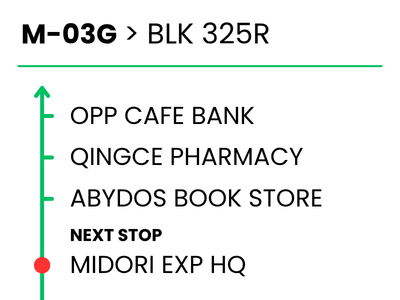 M-03G > BLK 325R
OPP CAFE BANK
QINGCE PHARMACY
ABYDOS BOOK STORE
NEXT STOP
MIDORI EXP HQ